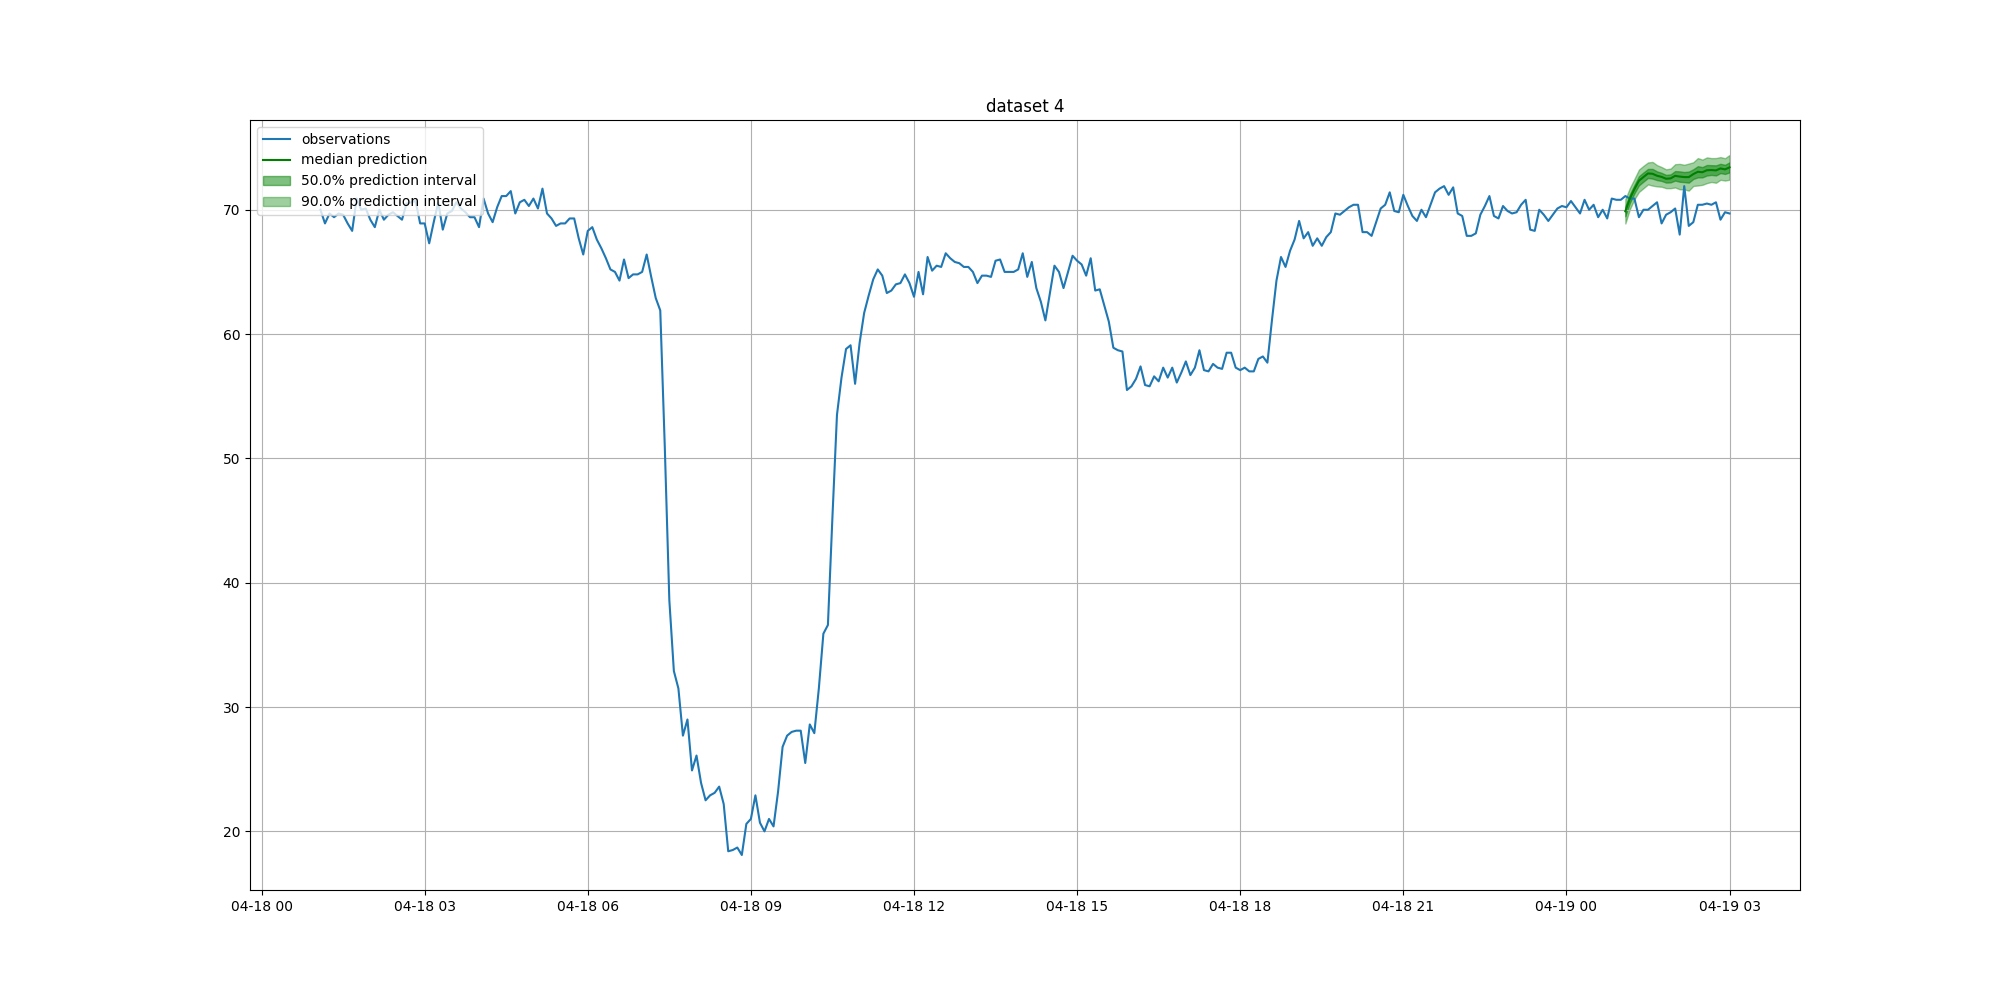 dataset 4
observations
median prediction
50.0% prediction interval
90.0% prediction interval
70
60
50
40
30
20
04-18 00 04-18 03 04-18 06 04-18 09 04-18 12 04-18 15 04-18 18 04-18 21 04-19 00 04-19 03